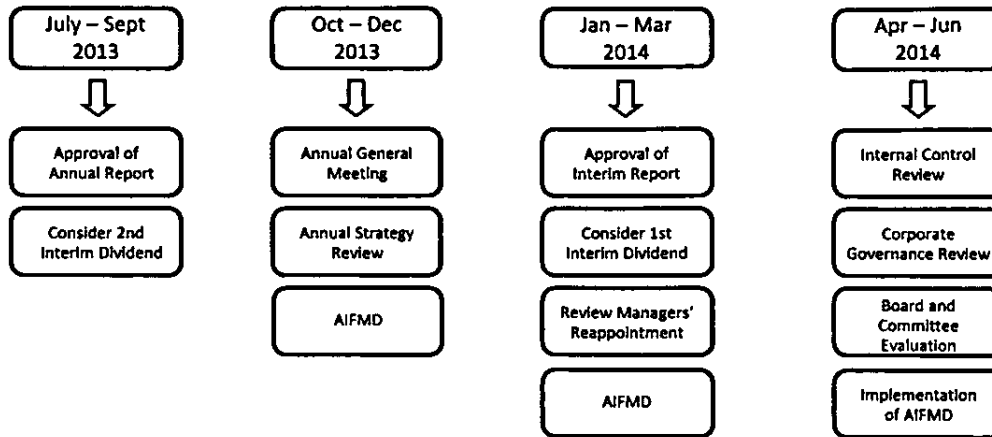 July – Sept
2013
Approval of
Annual Report
Consider 2nd
Interim Dividend
Oct – Dec
2013
Annual General
Meeting
Annual Strategy
Review
AIFMD
Jan – Mar
2014
Approval of
Interim Report
Consider 1st
Interim Dividend
Review Managers'
Reappointment
AIFMD
Apr – Jun
2014
Internal Control
Review
Corporate
Governance Review
Board and
Committee
Evaluation
Implementation
of AIFMD